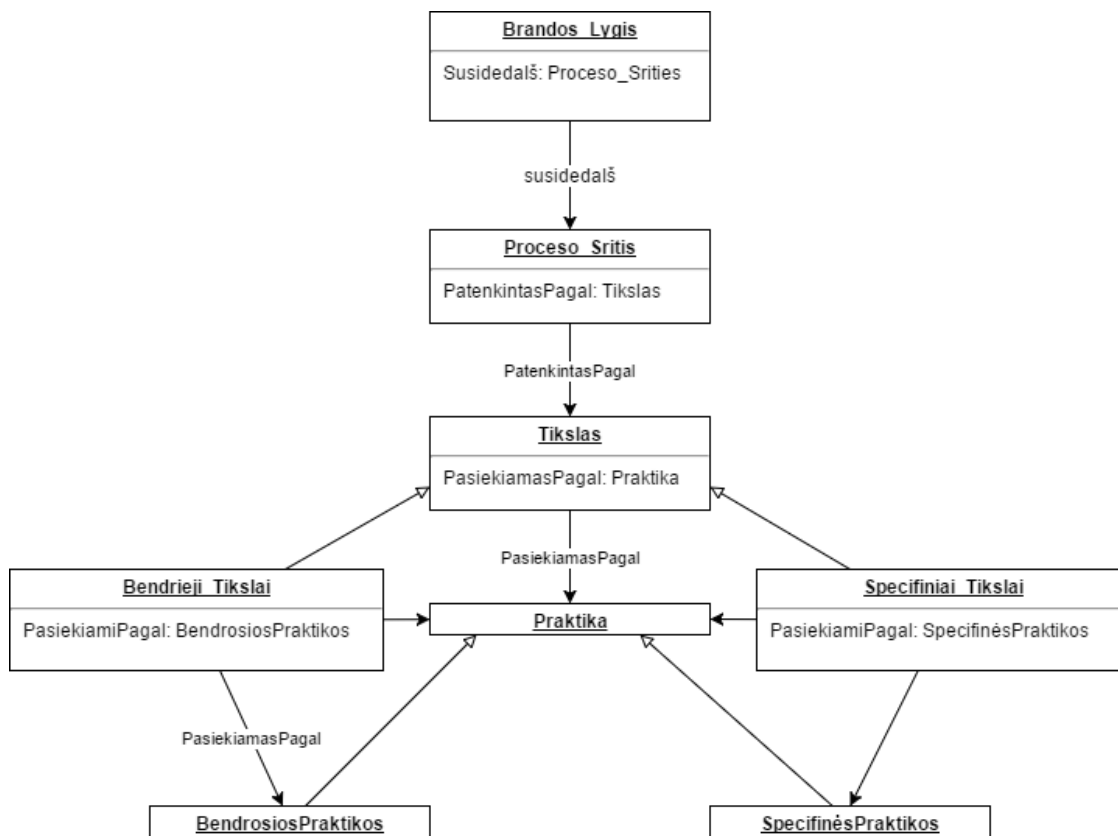 Brandos_Lygis
Susidedalš: Proceso_Srities
susidedalš
Proceso_Sritis
PatenkintasPagal: Tikslas
PatenkintasPagal
Tikslas
PasiekiamasPagal: Praktika
PasiekiamasPagal
Bendrieji_Tikslai
PasiekiamiPagal: BendrosiosPraktikos
Praktika
Specifiniai_Tikslai
PasiekiamiPagal: SpecifinėsPraktikos
PasiekiamasPagal
BendrosiosPraktikos
SpecifinėsPraktikos